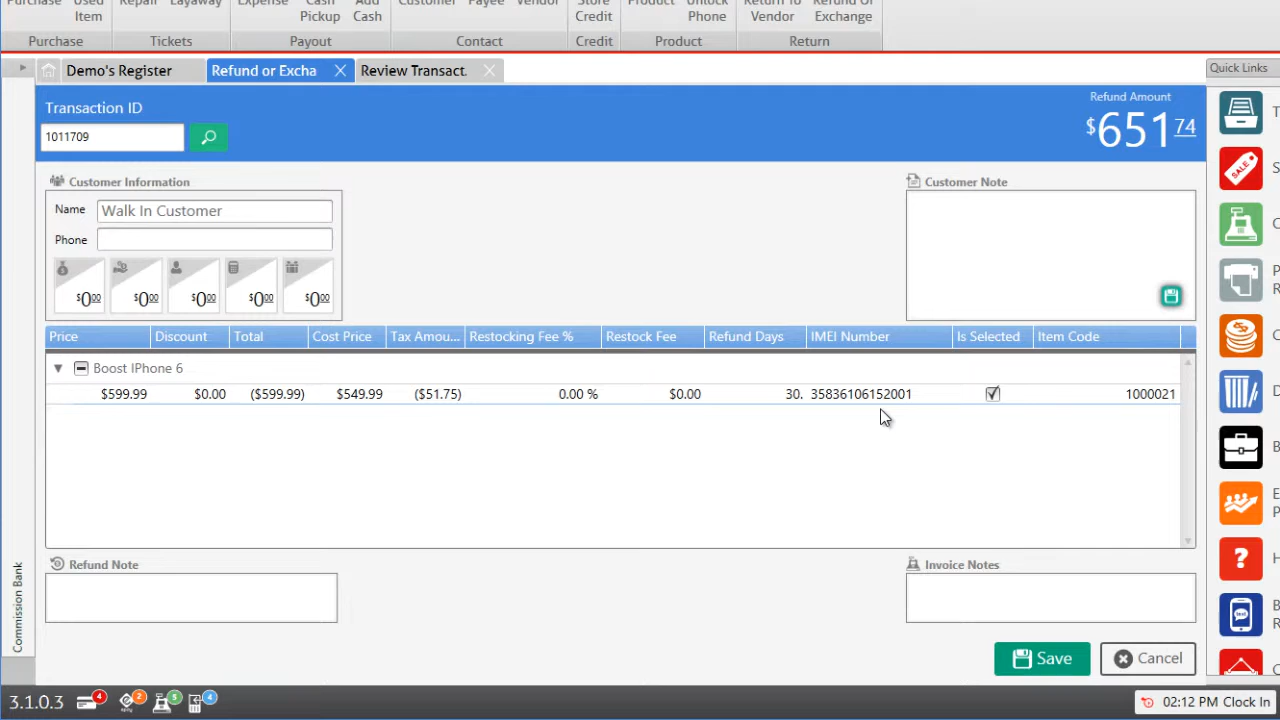 Purchase Used Item Repair Layaway Expense Cash Pickup Add Cash Customer Payee Vendor Store Credit Product Unlock Phone Return To Vendor Refund Or Exchange
Purchase Tickets Payout Contact Credit Product Return
Demo's Register Refund or Excha Review Transact. Quick Links
Transaction ID
1011709
Refund Amount
$651 74
Customer Information
Name Walk In Customer
Phone
$0.00 $0.00 $0.00 $0.00 $0.00
Customer Note
Price Discount Total Cost Price Tax Amou... Restocking Fee % Restock Fee Refund Days IMEI Number Is Selected Item Code
Boost IPhone 6
$599.99 $0.00 ($599.99) $549.99 ($51.75) 0.00 % $0.00 30. 35836106152001 1000021
Refund Note
Invoice Notes
Commission Bank
Save Cancel
3.1.0.3 4 2 5 4 02:12 PM Clock In